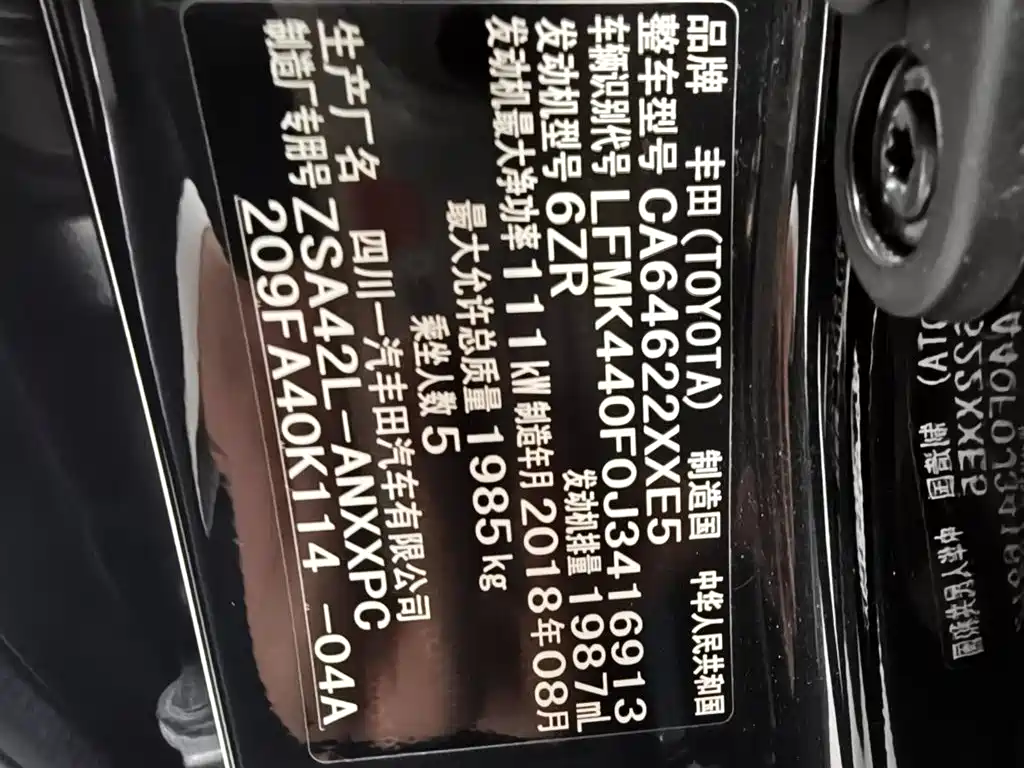 品牌 丰田(TOYOTA) 制造国 中华人民共和国
整车型号 CA64622XXE5
车辆识别代号 LFMK440F0J3416913
发动机型号 6ZR 发动机排量 1987mL
发动机最大净功率 111kW 制造年月 2018年08月
最大允许总质量 1985kg
乘坐人数 5
生产厂名 四川一汽丰田汽车有限公司
制造厂专用号 ZSA42L-ANXXPC
209FA40K114 -04A